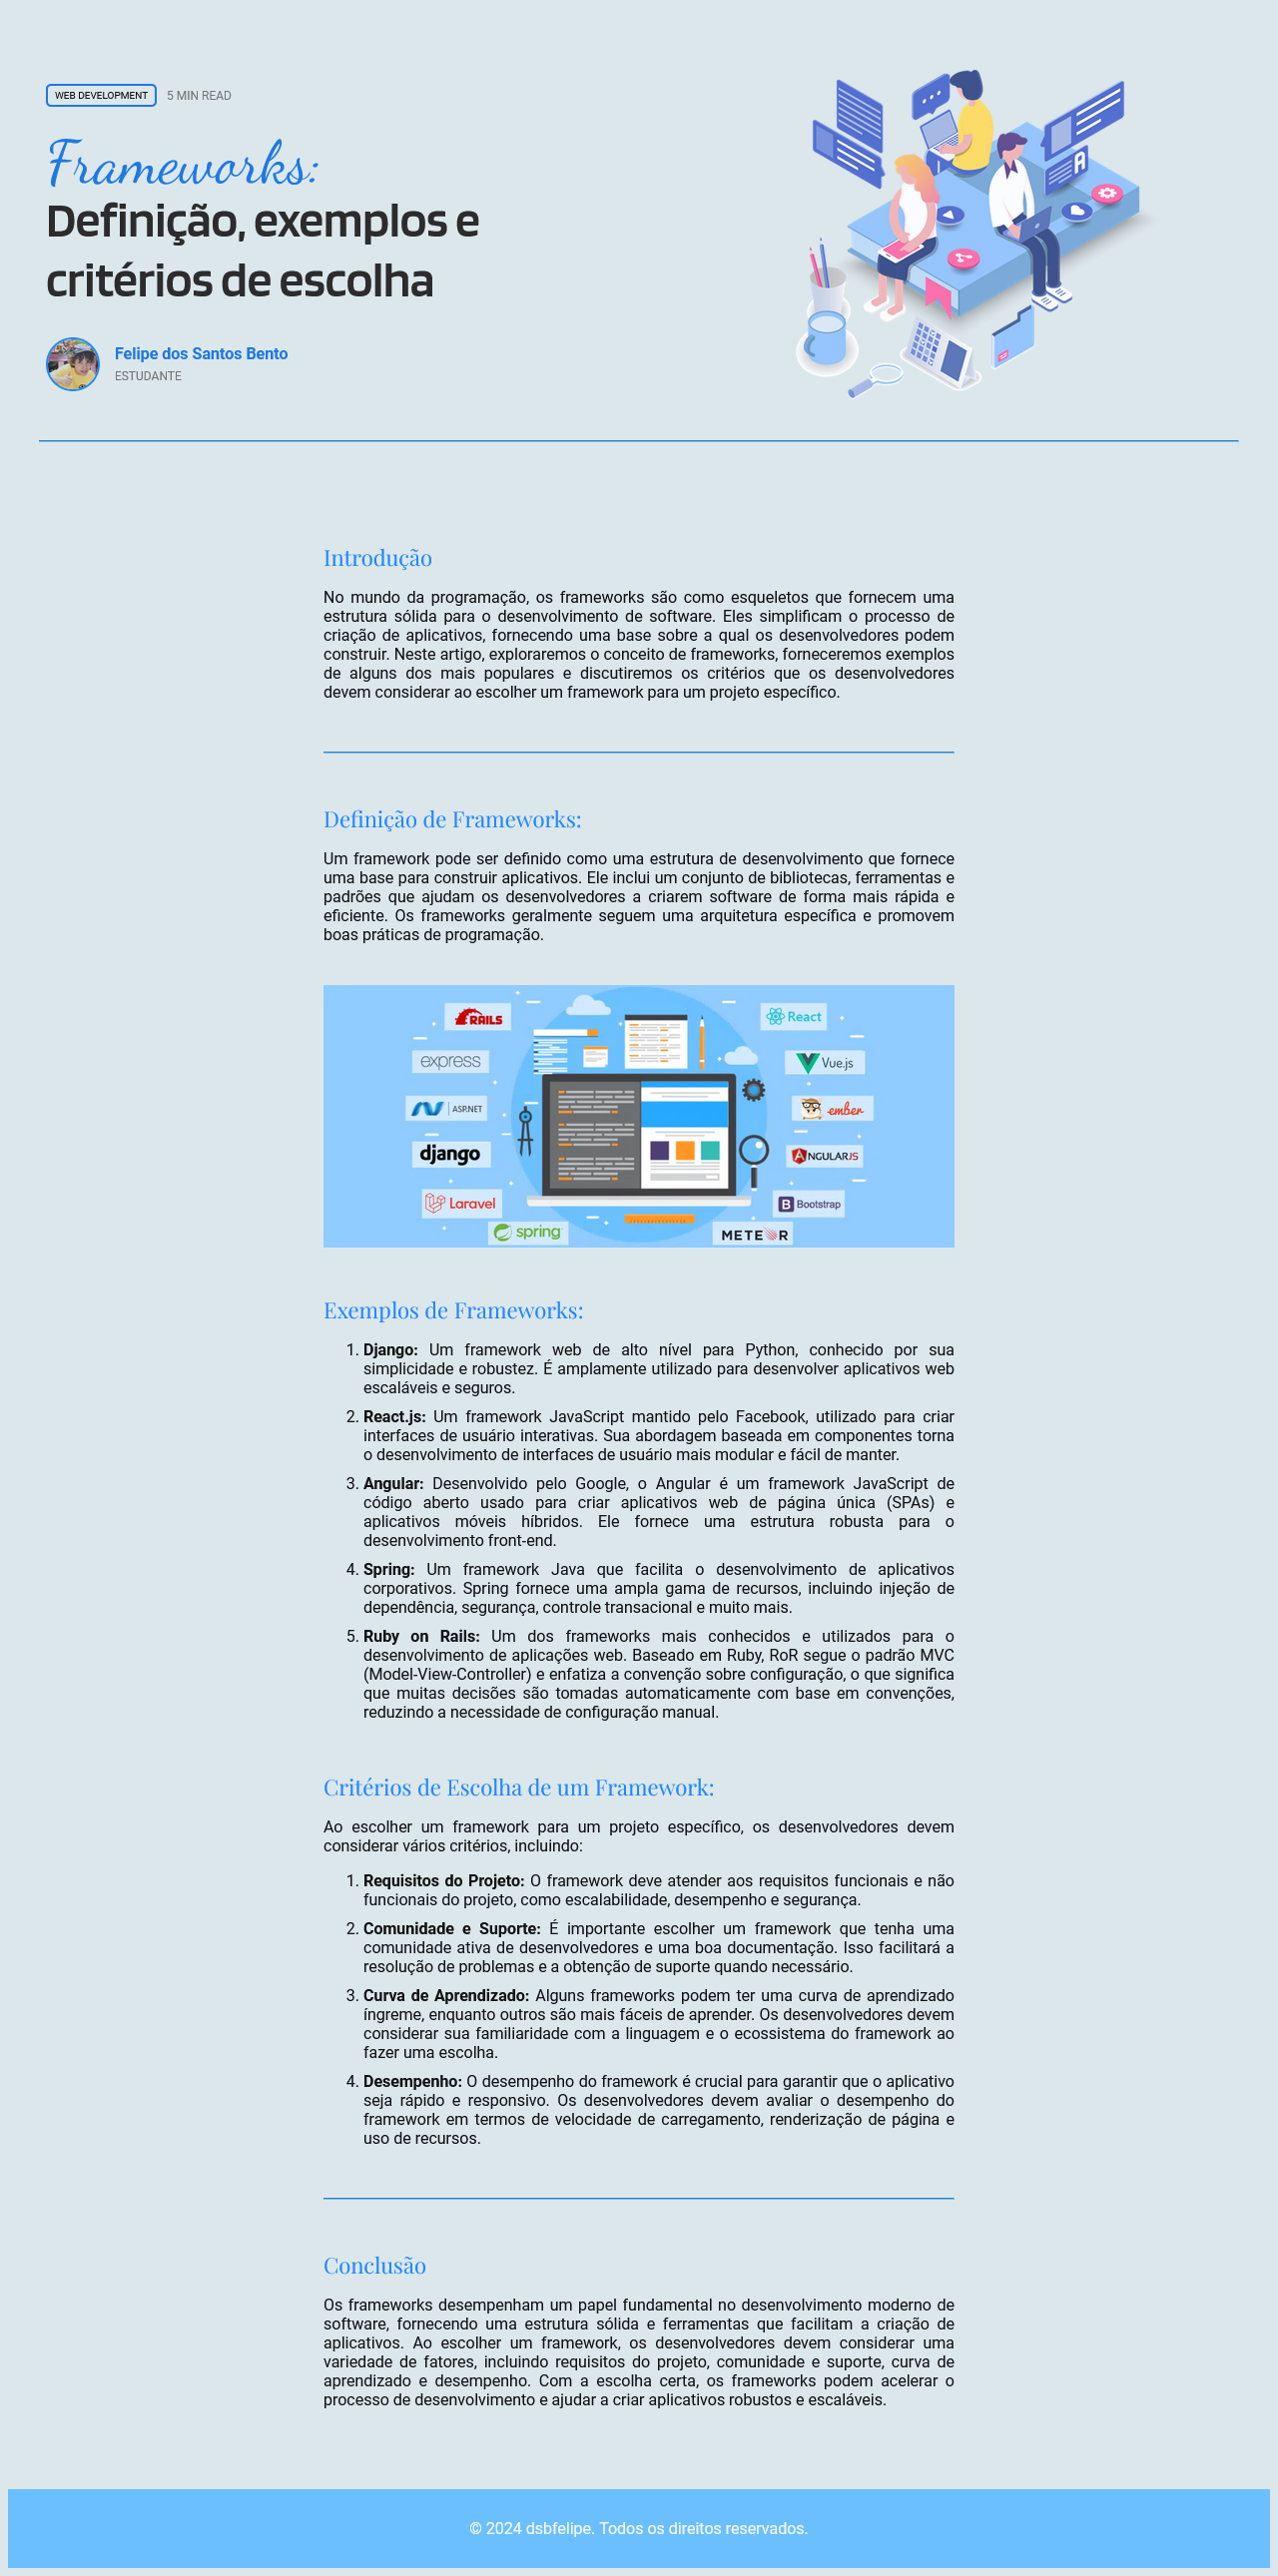 WEB DEVELOPMENT 5 MIN READ
Frameworks:
Definição, exemplos e
critérios de escolha
Felipe dos Santos Bento
ESTUDANTE
Introdução
No mundo da programação, os frameworks são como esqueletos que fornecem uma
estrutura sólida para o desenvolvimento de software. Eles simplificam o processo de
criação de aplicativos, fornecendo uma base sobre a qual os desenvolvedores podem
construir. Neste artigo, exploraremos o conceito de frameworks, forneceremos exemplos
de alguns dos mais populares e discutiremos os critérios que os desenvolvedores
devem considerar ao escolher um framework para um projeto específico.
Definição de Frameworks:
Um framework pode ser definido como uma estrutura de desenvolvimento que fornece
uma base para construir aplicativos. Ele inclui um conjunto de bibliotecas, ferramentas e
padrões que ajudam os desenvolvedores a criarem software de forma mais rápida e
eficiente. Os frameworks geralmente seguem uma arquitetura específica e promovem
boas práticas de programação.
RAILS
React
express
Vue.js
ASP.NET
ember
django
ANGULARJS
Laravel
B Bootstrap
spring
METEOR
Exemplos de Frameworks:
1. Django: Um framework web de alto nível para Python, conhecido por sua
simplicidade e robustez. É amplamente utilizado para desenvolver aplicativos web
escaláveis e seguros.
2. React.js: Um framework JavaScript mantido pelo Facebook, utilizado para criar
interfaces de usuário interativas. Sua abordagem baseada em componentes torna
o desenvolvimento de interfaces de usuário mais modular e fácil de manter.
3. Angular: Desenvolvido pelo Google, o Angular é um framework JavaScript de
código aberto usado para criar aplicativos web de página única (SPAs) e
aplicativos móveis híbridos. Ele fornece uma estrutura robusta para o
desenvolvimento front-end.
4. Spring: Um framework Java que facilita o desenvolvimento de aplicativos
corporativos. Spring fornece uma ampla gama de recursos, incluindo injeção de
dependência, segurança, controle transacional e muito mais.
5. Ruby on Rails: Um dos frameworks mais conhecidos e utilizados para o
desenvolvimento de aplicações web. Baseado em Ruby, RoR segue o padrão MVC
(Model-View-Controller) e enfatiza a convenção sobre configuração, o que significa
que muitas decisões são tomadas automaticamente com base em convenções,
reduzindo a necessidade de configuração manual.
Critérios de Escolha de um Framework:
Ao escolher um framework para um projeto específico, os desenvolvedores devem
considerar vários critérios, incluindo:
1. Requisitos do Projeto: O framework deve atender aos requisitos funcionais e não
funcionais do projeto, como escalabilidade, desempenho e segurança.
2. Comunidade e Suporte: É importante escolher um framework que tenha uma
comunidade ativa de desenvolvedores e uma boa documentação. Isso facilitará a
resolução de problemas e a obtenção de suporte quando necessário.
3. Curva de Aprendizado: Alguns frameworks podem ter uma curva de aprendizado
íngreme, enquanto outros são mais fáceis de aprender. Os desenvolvedores devem
considerar sua familiaridade com a linguagem e o ecossistema do framework ao
fazer uma escolha.
4. Desempenho: O desempenho do framework é crucial para garantir que o aplicativo
seja rápido e responsivo. Os desenvolvedores devem avaliar o desempenho do
framework em termos de velocidade de carregamento, renderização de página e
uso de recursos.
Conclusão
Os frameworks desempenham um papel fundamental no desenvolvimento moderno de
software, fornecendo uma estrutura sólida e ferramentas que facilitam a criação de
aplicativos. Ao escolher um framework, os desenvolvedores devem considerar uma
variedade de fatores, incluindo requisitos do projeto, comunidade e suporte, curva de
aprendizado e desempenho. Com a escolha certa, os frameworks podem acelerar o
processo de desenvolvimento e ajudar a criar aplicativos robustos e escaláveis.
© 2024 dsbfelipe. Todos os direitos reservados.